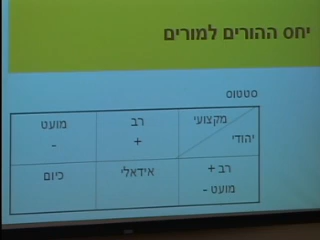 יחס ההורים למורים
סטטוס
מקצועי
יהודי
רב
+
מועט
-
רב +
מועט -
אידאלי
כיום